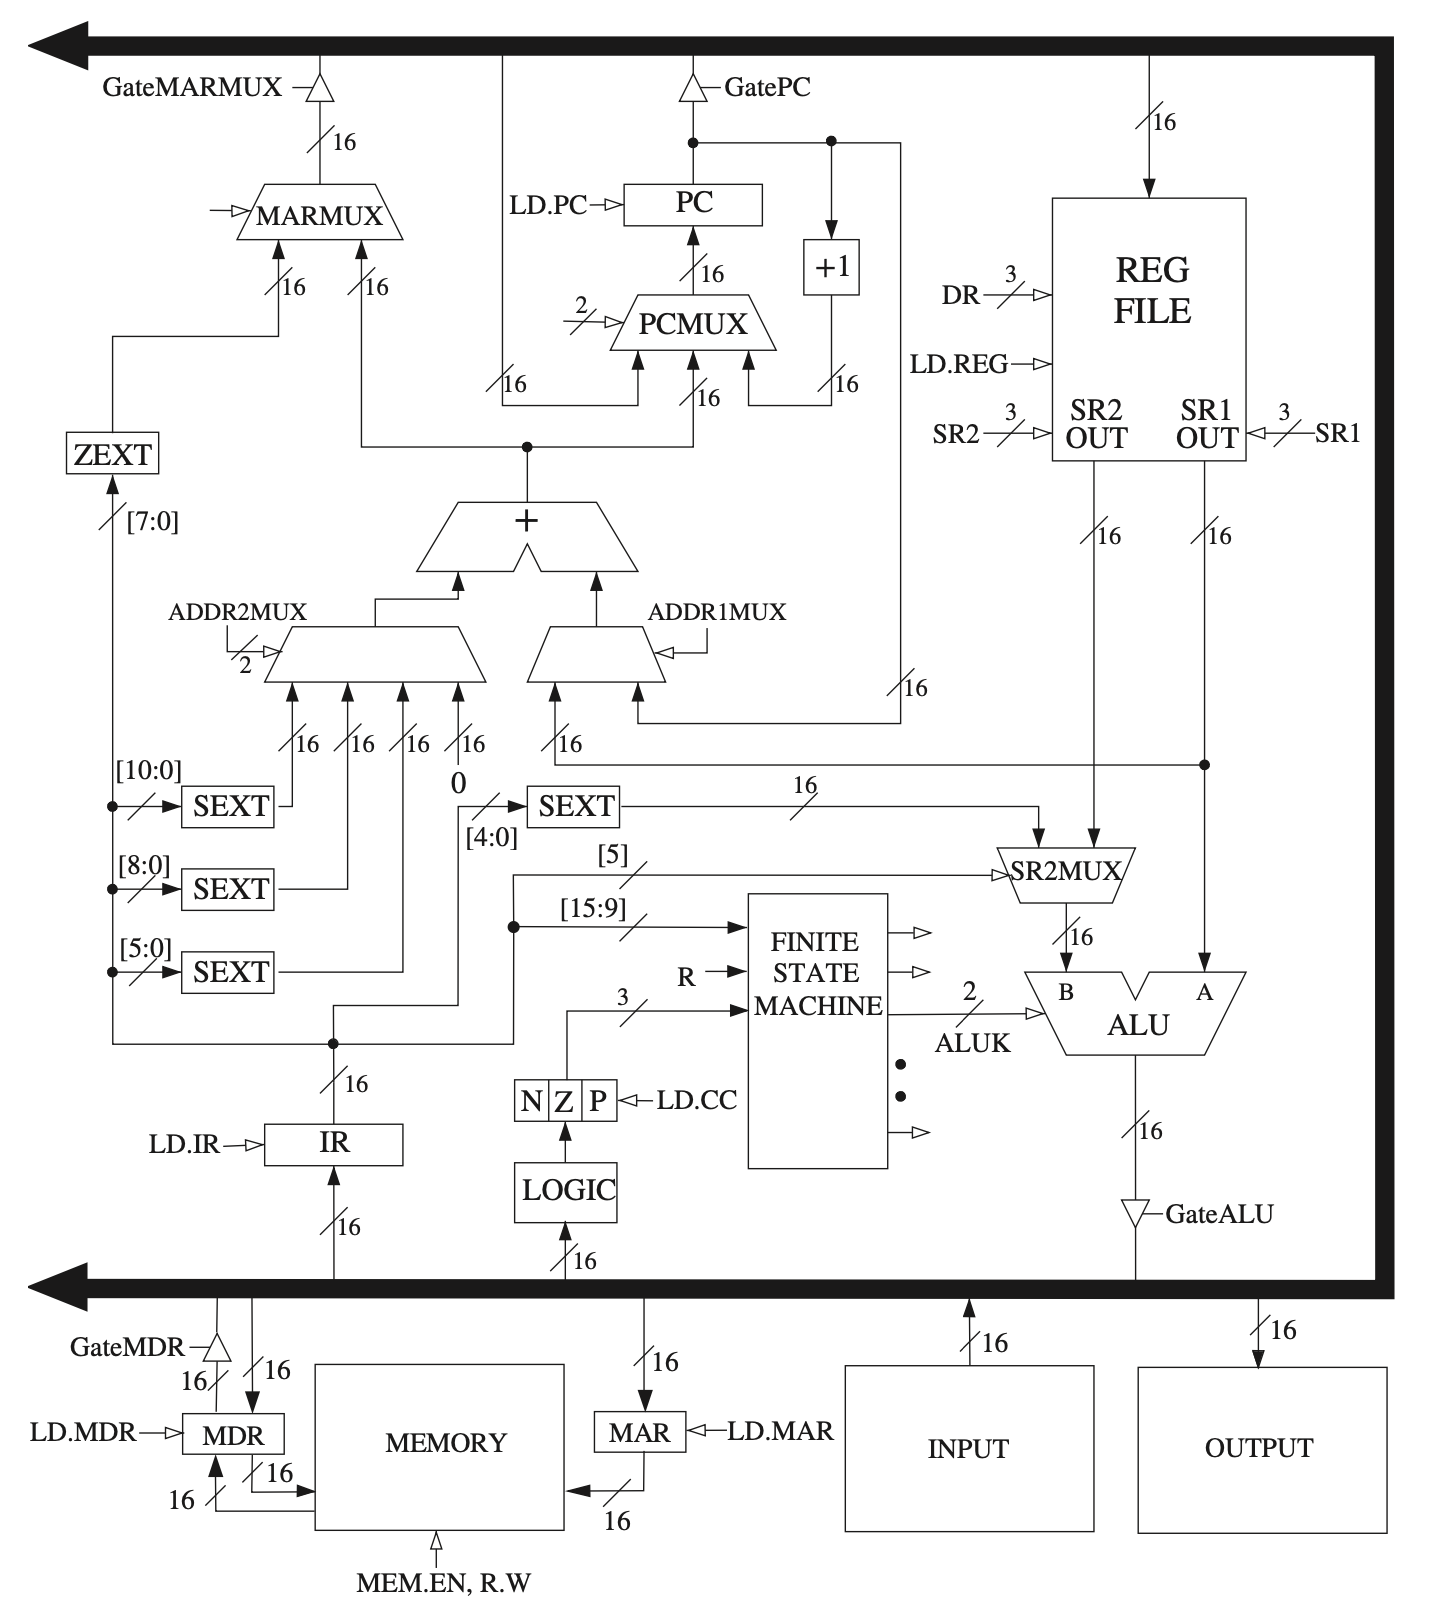 GateMARMUX
GatePC
16
16
LD.PC
PC
MARMUX
+1
16
16
16
2
PCMUX
16
16
16
REG
FILE
DR
3
LD.REG
SR2
3
SR2
OUT
SR1
OUT
3
SR1
ZEXT
[7:0]
+
16
16
ADDR2MUX
2
ADDR1MUX
16
16
16
16
16
0
16
[10:0]
SEXT
[8:0]
SEXT
[5:0]
SEXT
[4:0]
SEXT
16
[5]
SR2MUX
[15:9]
16
R
3
FINITE
STATE
MACHINE
2
ALUK
B
A
ALU
16
N Z P
LD.CC
LD.IR
IR
LOGIC
16
16
16
GateALU
GateMDR
16
16
LD.MDR
MDR
16
16
MEMORY
16
MAR
LD.MAR
16
MEM.EN, R.W
16
INPUT
16
OUTPUT